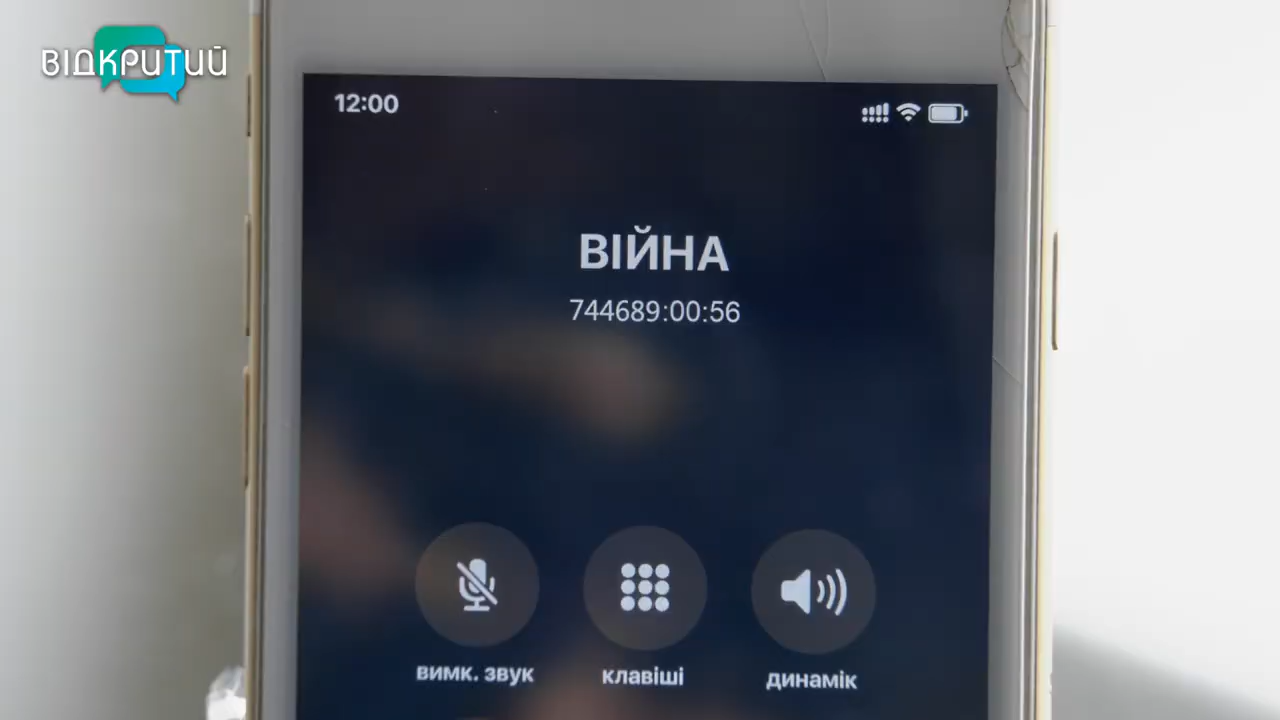 ВІДКРИТИЙ
12:00
ВІЙНА
744689:00:56
вимк. звук
клавіші
динамік